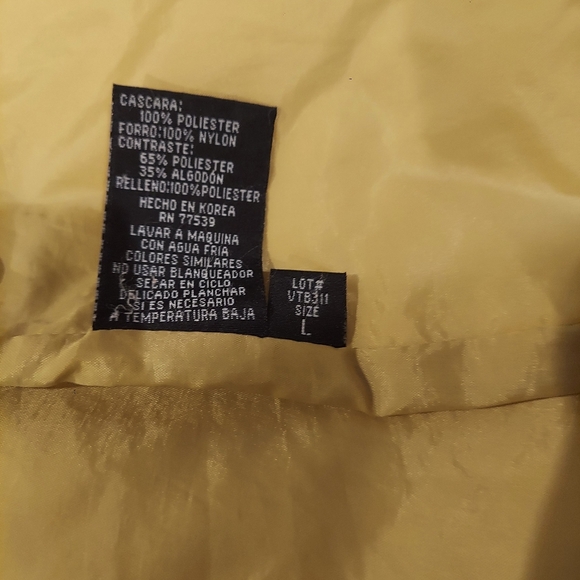 CASCARA:
100% POLIESTER
FORRO:100% NYLON
CONTRASTE:
65% POLIESTER
35% ALGODÓN
RELLENO:100%POLIESTER
HECHO EN KOREA
RN 77539
LAVAR A MAQUINA
CON AGUA FRIA
COLORES SIMILARES
NO USAR BLANQUEADOR
SECAR EN CICLO
DELICADO PLANCHAR
SI ES NECESARIO
A TEMPERATURA BAJA
LOT#
VTB311
SIZE
L